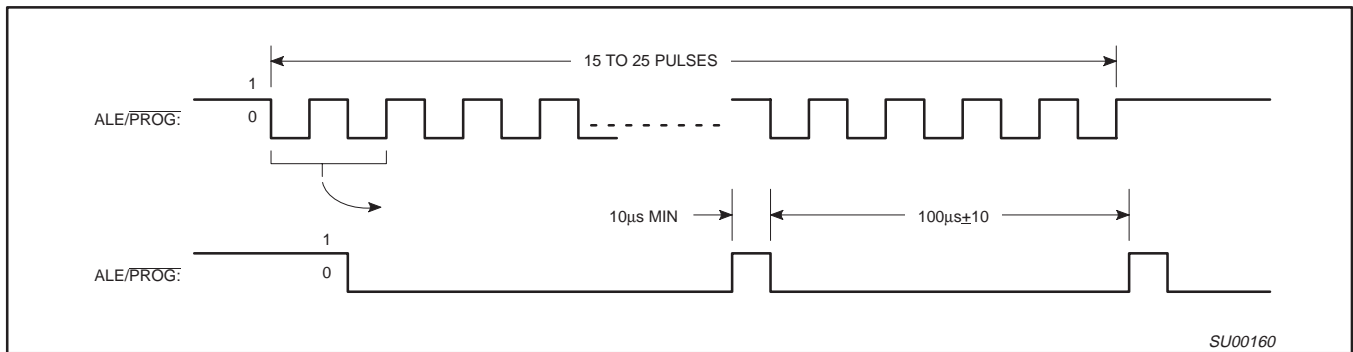 15 TO 25 PULSES
1
ALE/PROG:
0
10µs MIN
100µs±10
1
ALE/PROG:
0
SU00160